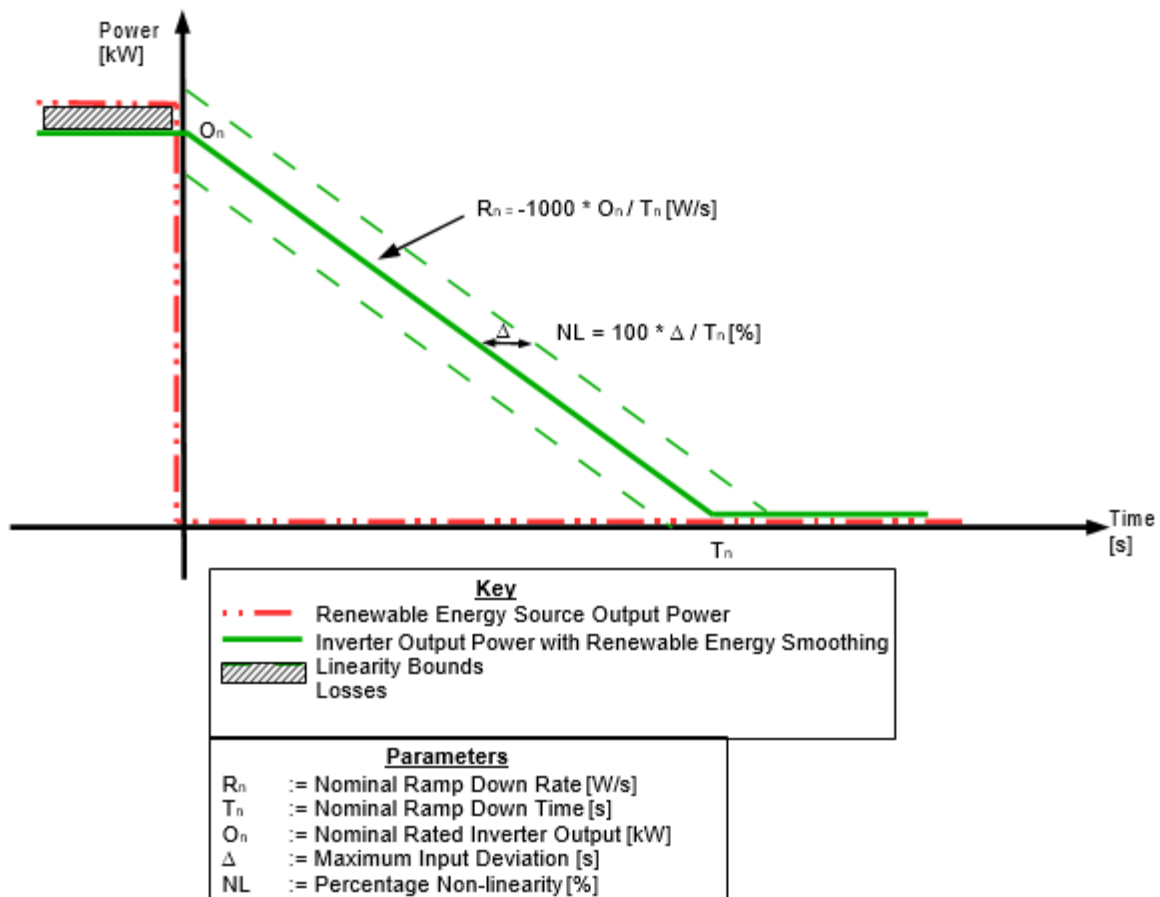 Power
[kW]
Oₙ
Rₙ = -1000 * Oₙ / Tₙ [W/s]
Δ
NL = 100 * Δ / Tₙ [%]
Time
[s]
Tₙ
Key
Renewable Energy Source Output Power
Inverter Output Power with Renewable Energy Smoothing
Linearity Bounds
Losses
Parameters
Rₙ := Nominal Ramp Down Rate [W/s]
Tₙ := Nominal Ramp Down Time [s]
Oₙ := Nominal Rated Inverter Output [kW]
Δ := Maximum Input Deviation [s]
NL := Percentage Non-linearity [%]